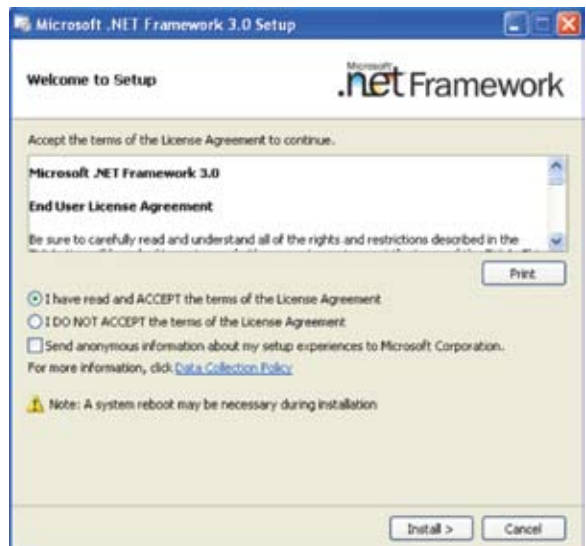 Microsoft .NET Framework 3.0 Setup
Welcome to Setup
Microsoft
.net Framework
Accept the terms of the License Agreement to continue.
Microsoft .NET Framework 3.0
End User License Agreement
Be sure to carefully read and understand all of the rights and restrictions described in the
Print
I have read and ACCEPT the terms of the License Agreement
I DO NOT ACCEPT the terms of the License Agreement
Send anonymous information about my setup experiences to Microsoft Corporation.
For more information, click Data Collection Policy
Note: A system reboot may be necessary during installation
Install >
Cancel